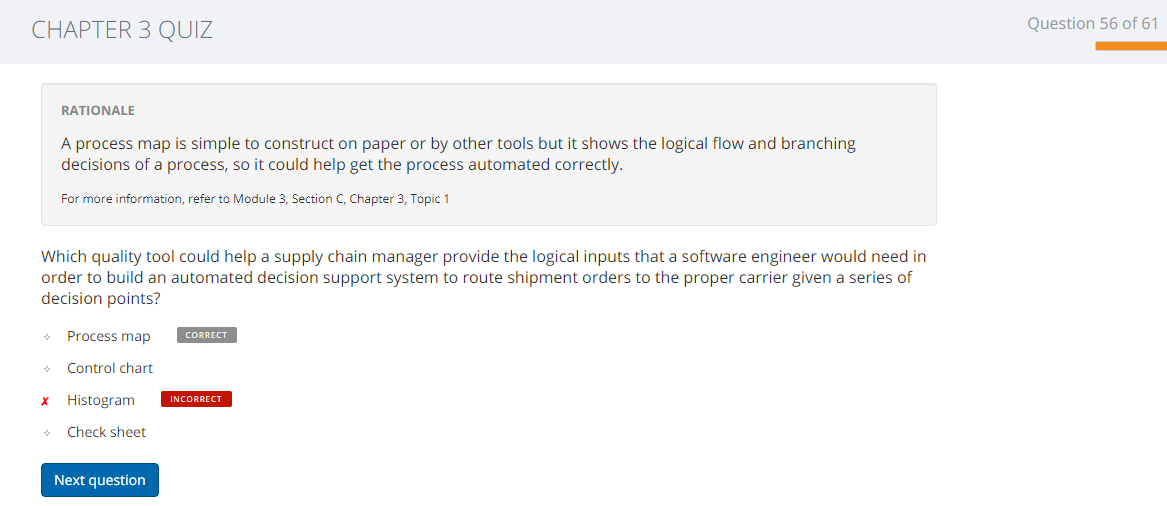 CHAPTER 3 QUIZ
Question 56 of 61
RATIONALE
A process map is simple to construct on paper or by other tools but it shows the logical flow and branching
decisions of a process, so it could help get the process automated correctly.
For more information, refer to Module 3, Section C, Chapter 3, Topic 1
Which quality tool could help a supply chain manager provide the logical inputs that a software engineer would need in
order to build an automated decision support system to route shipment orders to the proper carrier given a series of
decision points?
Process map CORRECT
Control chart
✗ Histogram INCORRECT
Check sheet
Next question